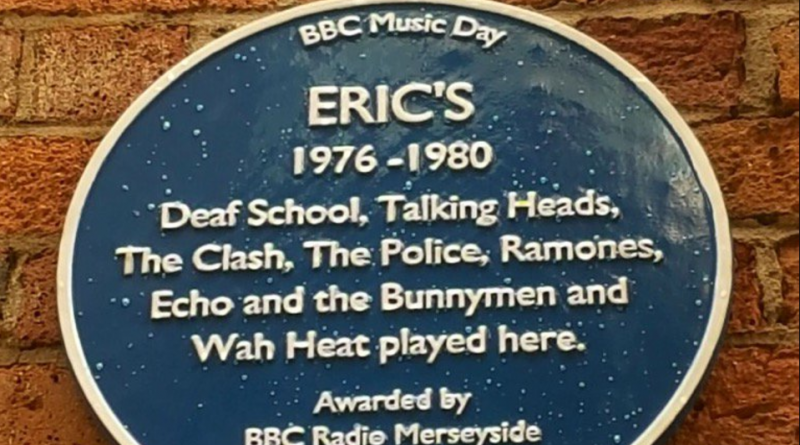 BBC Music Day
ERIC'S
1976 - 1980
Deaf School, Talking Heads,
The Clash, The Police, Ramones,
Echo and the Bunnymen and
Wah Heat played here.
Awarded by
BBC Radio Merseyside